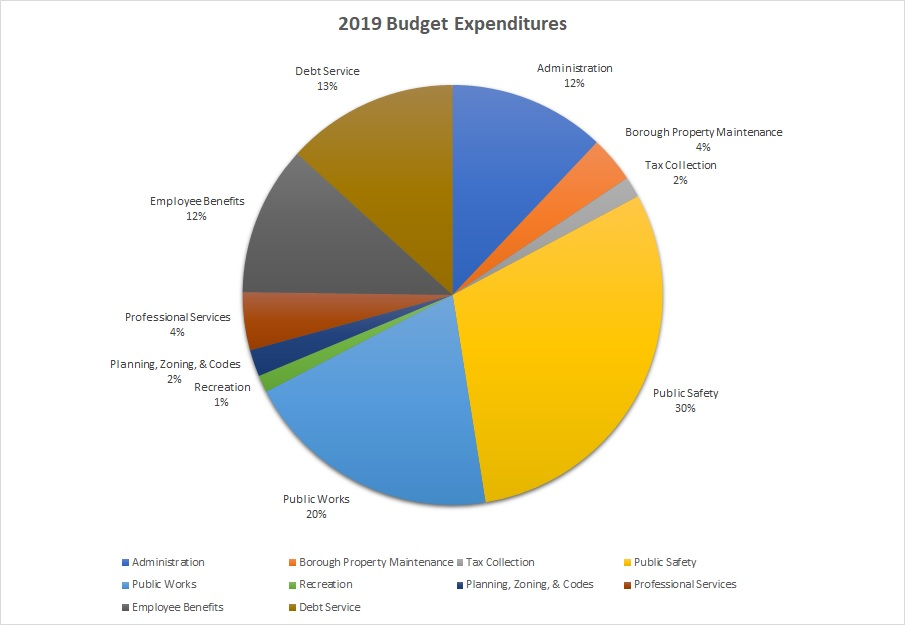 2019 Budget Expenditures
Debt Service
13%
Administration
12%
Borough Property Maintenance
4%
Tax Collection
2%
Employee Benefits
12%
Professional Services
4%
Planning, Zoning, & Codes
2%
Recreation
1%
Public Safety
30%
Public Works
20%
Administration
Borough Property Maintenance
Tax Collection
Public Safety
Public Works
Recreation
Planning, Zoning, & Codes
Professional Services
Employee Benefits
Debt Service